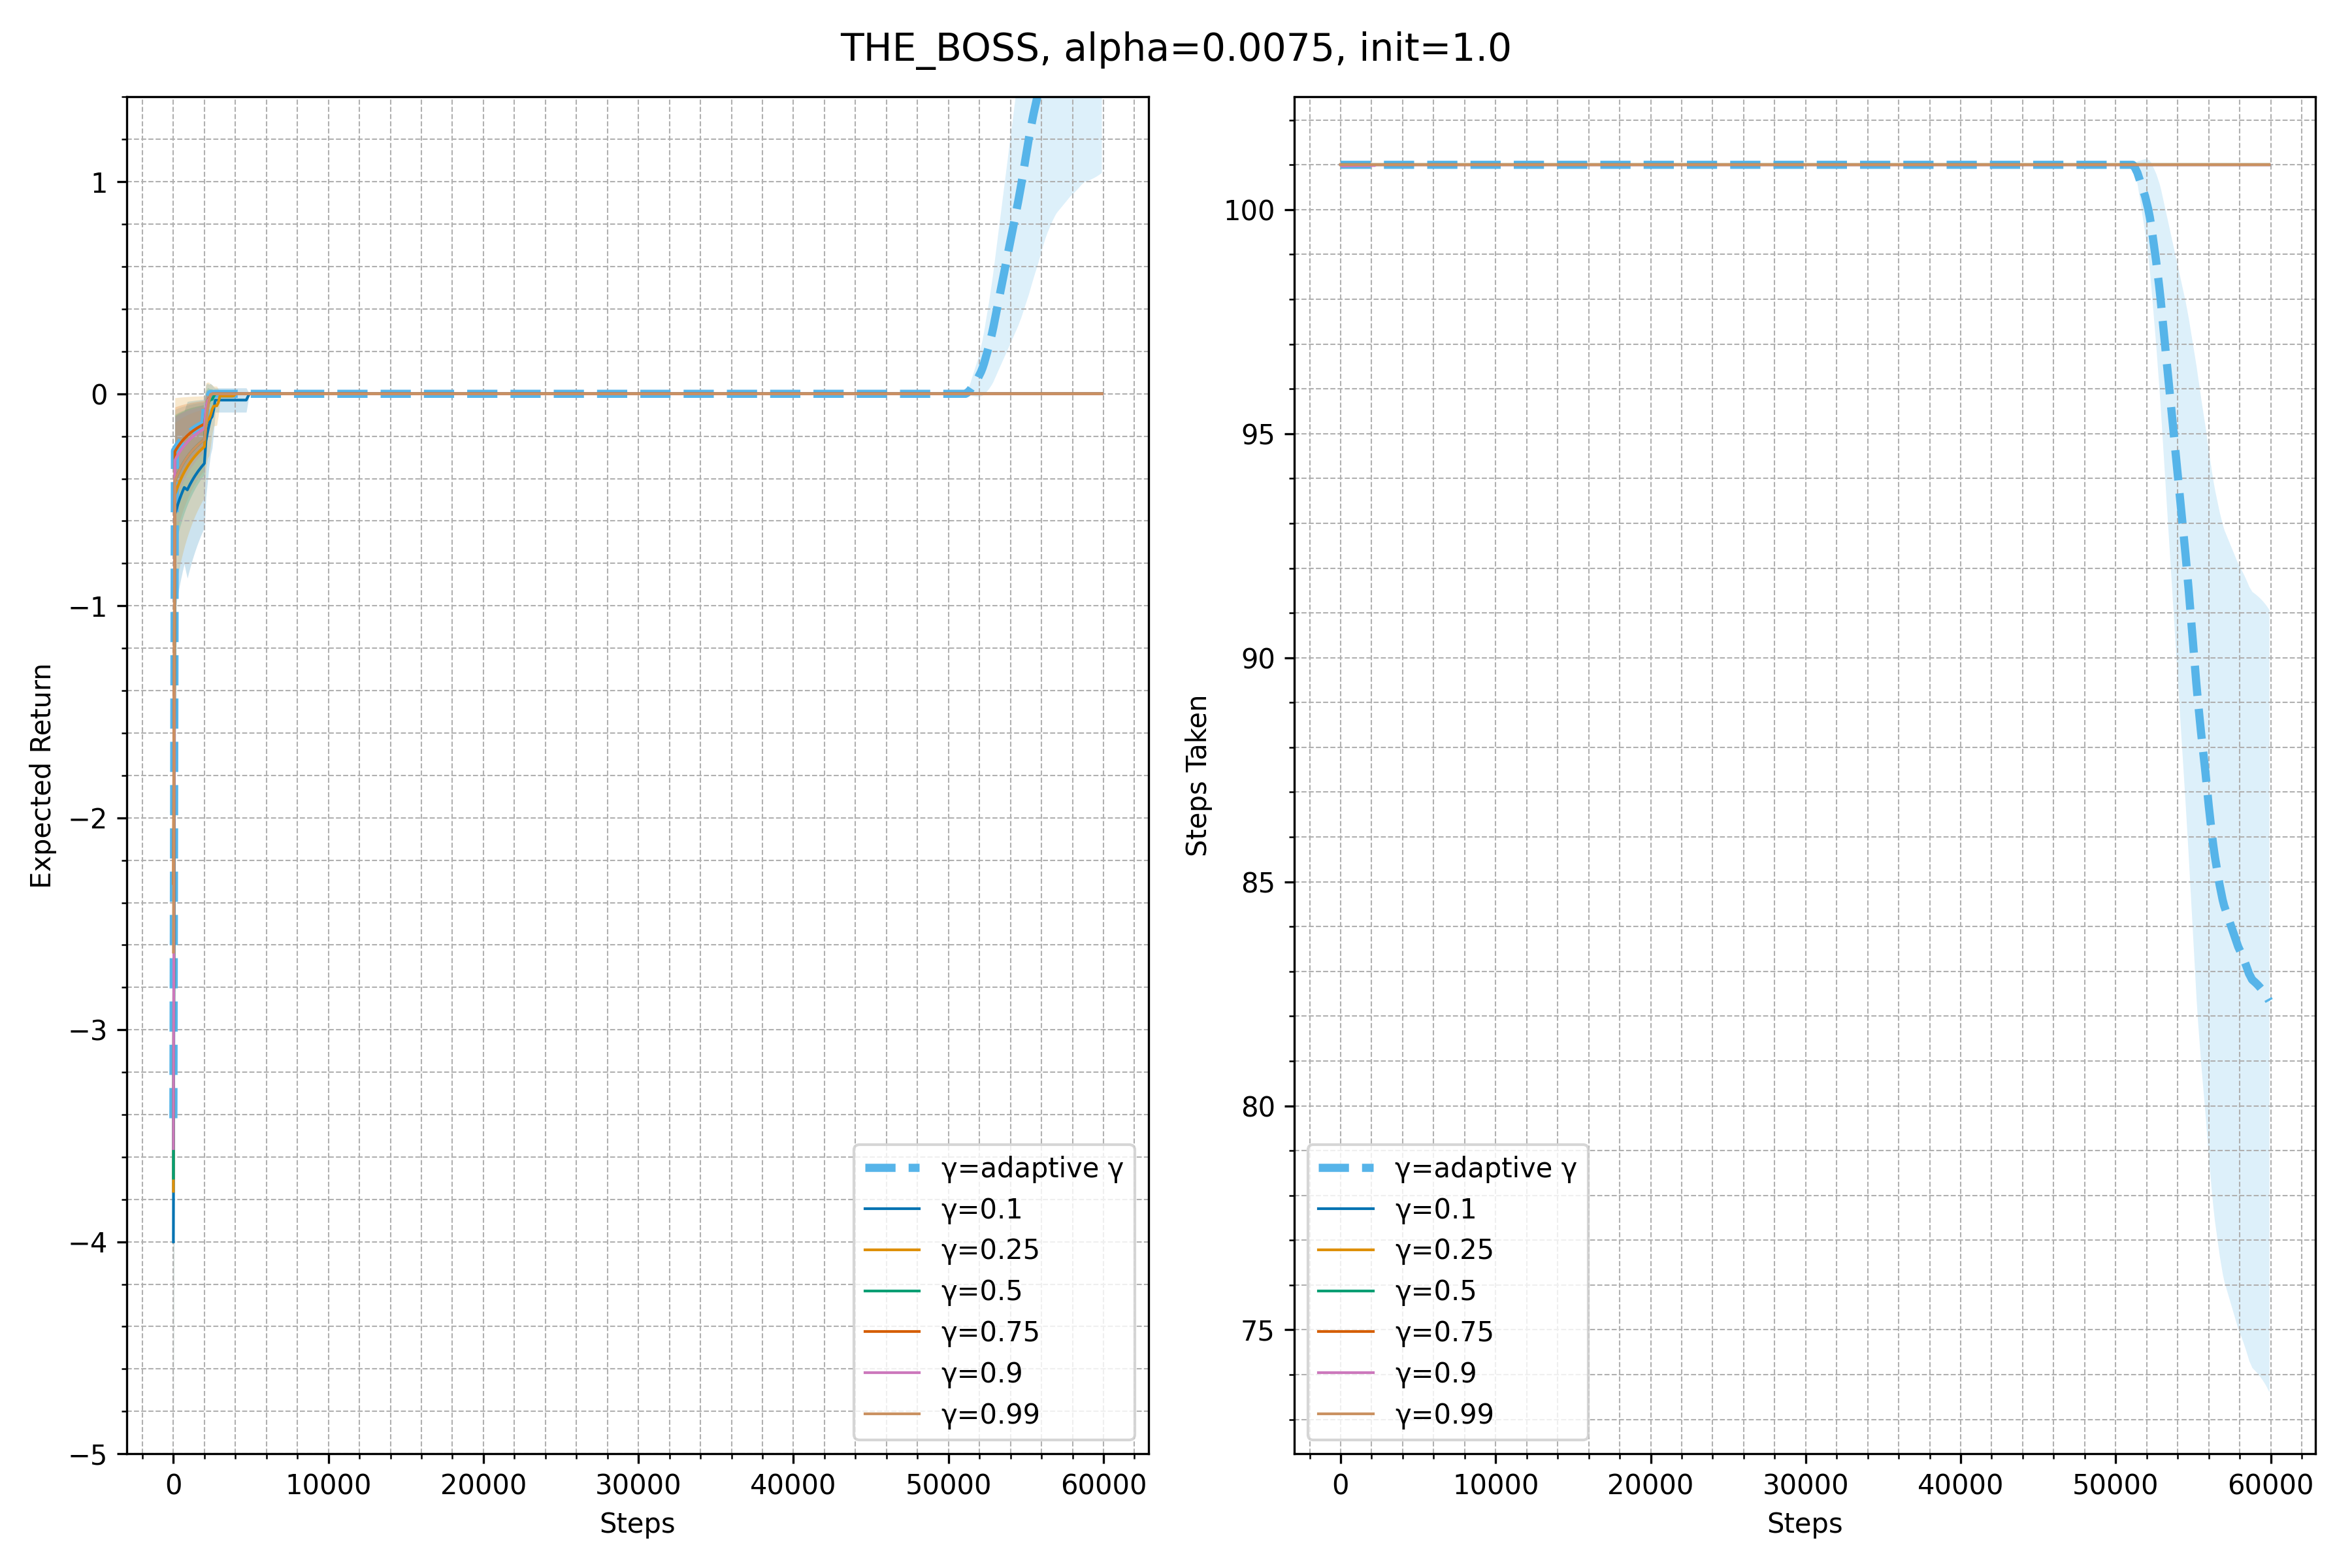 THE_BOSS, alpha=0.0075, init=1.0
Expected Return
1
0
−1
−2
−3
−4
−5
0 10000 20000 30000 40000 50000 60000
Steps
γ=adaptive γ
γ=0.1
γ=0.25
γ=0.5
γ=0.75
γ=0.9
γ=0.99
Steps Taken
100
95
90
85
80
75
0 10000 20000 30000 40000 50000 60000
Steps
γ=adaptive γ
γ=0.1
γ=0.25
γ=0.5
γ=0.75
γ=0.9
γ=0.99